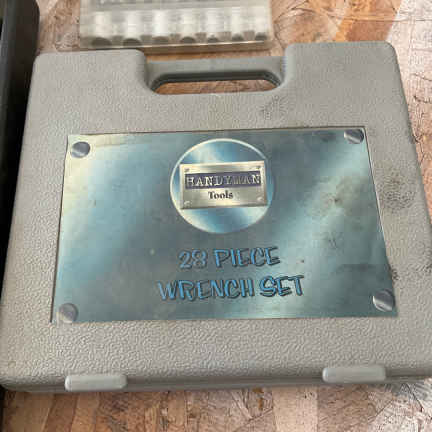 HANDYMAN
Tools
28 PIECE
WRENCH SET